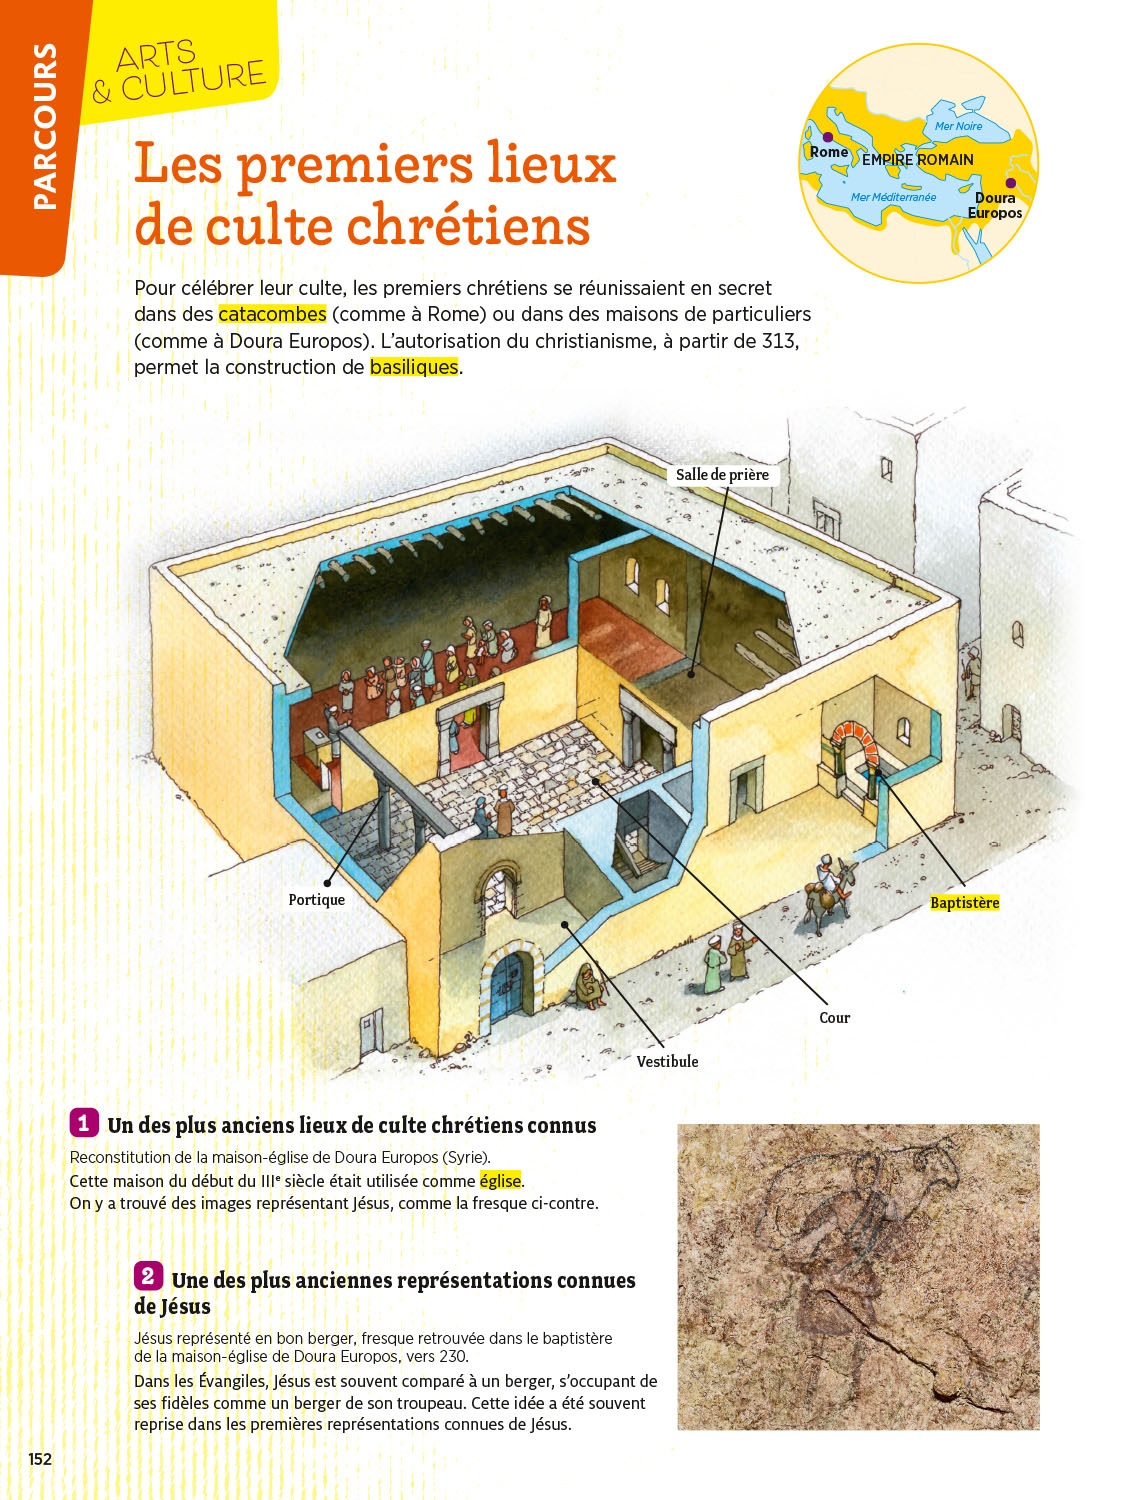 PARCOURS
ARTS
& CULTURE
Les premiers lieux
de culte chrétiens
Mer Noire
Rome
EMPIRE ROMAIN
Mer Méditerranée
Doura
Europos
Pour célébrer leur culte, les premiers chrétiens se réunissaient en secret
dans des catacombes (comme à Rome) ou dans des maisons de particuliers
(comme à Doura Europos). L’autorisation du christianisme, à partir de 313,
permet la construction de basiliques.
Salle de prière
Portique
Baptistère
Cour
Vestibule
1 Un des plus anciens lieux de culte chrétiens connus
Reconstitution de la maison-église de Doura Europos (Syrie).
Cette maison du début du IIIe siècle était utilisée comme église.
On y a trouvé des images représentant Jésus, comme la fresque ci-contre.
2 Une des plus anciennes représentations connues
de Jésus
Jésus représenté en bon berger, fresque retrouvée dans le baptistère
de la maison-église de Doura Europos, vers 230.
Dans les Évangiles, Jésus est souvent comparé à un berger, s’occupant de
ses fidèles comme un berger de son troupeau. Cette idée a été souvent
reprise dans les premières représentations connues de Jésus.
152